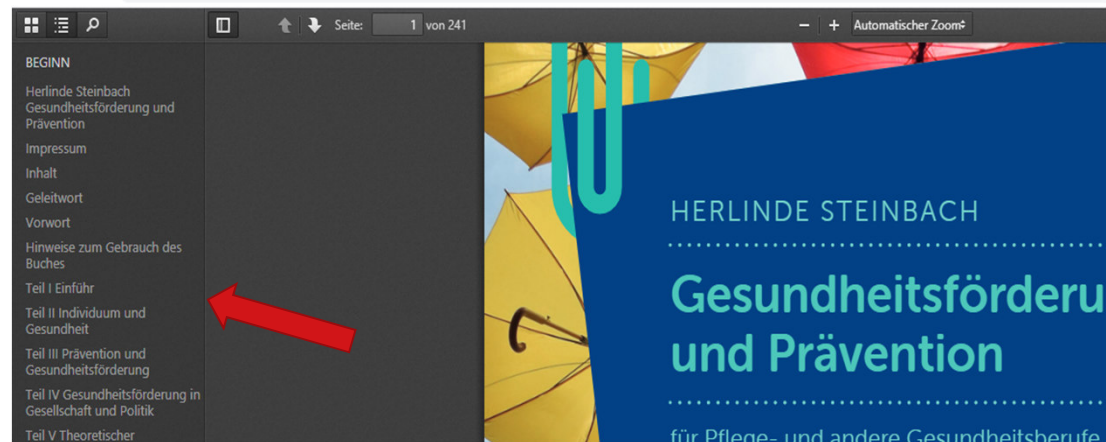 Seite: 1 von 241
Automatischer Zoom
BEGINN
Herlinde Steinbach
Gesundheitsförderung und
Prävention
Impressum
Inhalt
Geleitwort
Vorwort
Hinweise zum Gebrauch des
Buches
Teil I Einführ
Teil II Individuum und
Gesundheit
Teil III Prävention und
Gesundheitsförderung
Teil IV Gesundheitsförderung in
Gesellschaft und Politik
Teil V Theoretischer
HERLINDE STEINBACH
Gesundheitsförderu
und Prävention
für Pflege- und andere Gesundheitsberufe